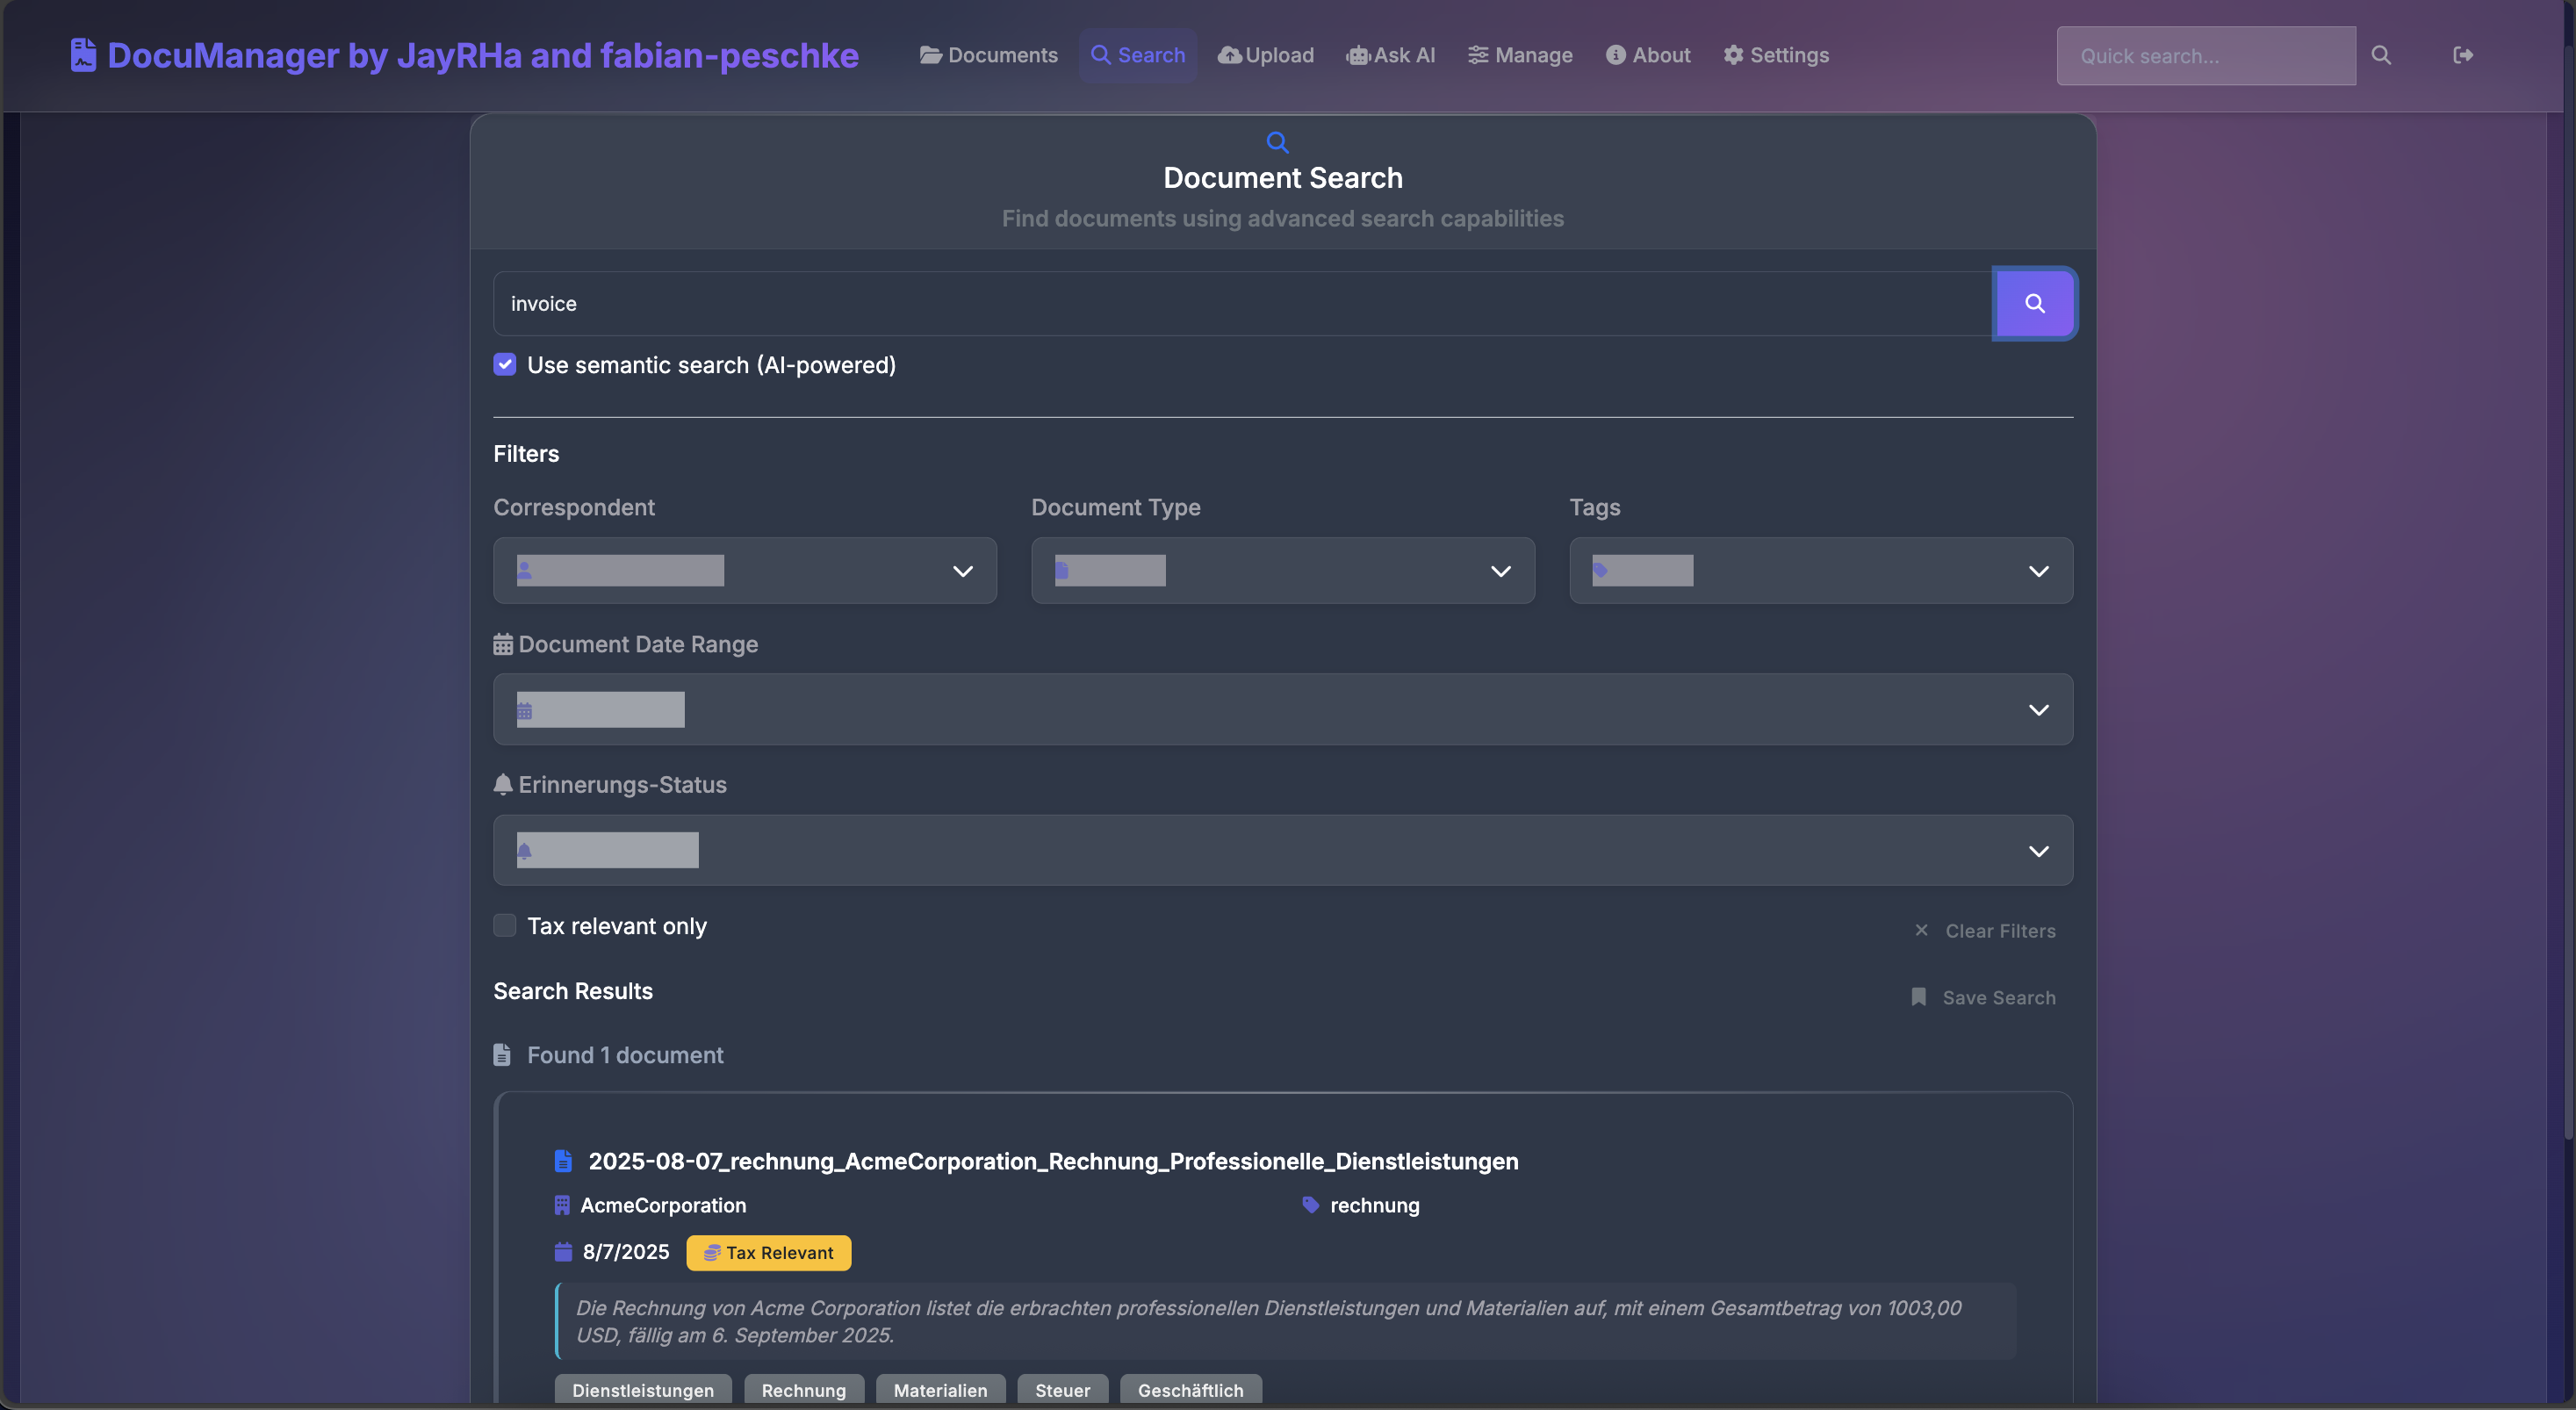 DocuManager by JayRHa and fabian-peschke
Documents
Search
Upload
Ask AI
Manage
About
Settings
Quick search...
Document Search
Find documents using advanced search capabilities
invoice
Use semantic search (AI-powered)
Filters
Correspondent
Document Type
Tags
Document Date Range
Erinnerungs-Status
Tax relevant only
Clear Filters
Search Results
Save Search
Found 1 document
2025-08-07_rechnung_AcmeCorporation_Rechnung_Professionelle_Dienstleistungen
AcmeCorporation
rechnung
8/7/2025
Tax Relevant
Die Rechnung von Acme Corporation listet die erbrachten professionellen Dienstleistungen und Materialien auf, mit einem Gesamtbetrag von 1003,00
USD, fällig am 6. September 2025.
Dienstleistungen
Rechnung
Materialien
Steuer
Geschäftlich